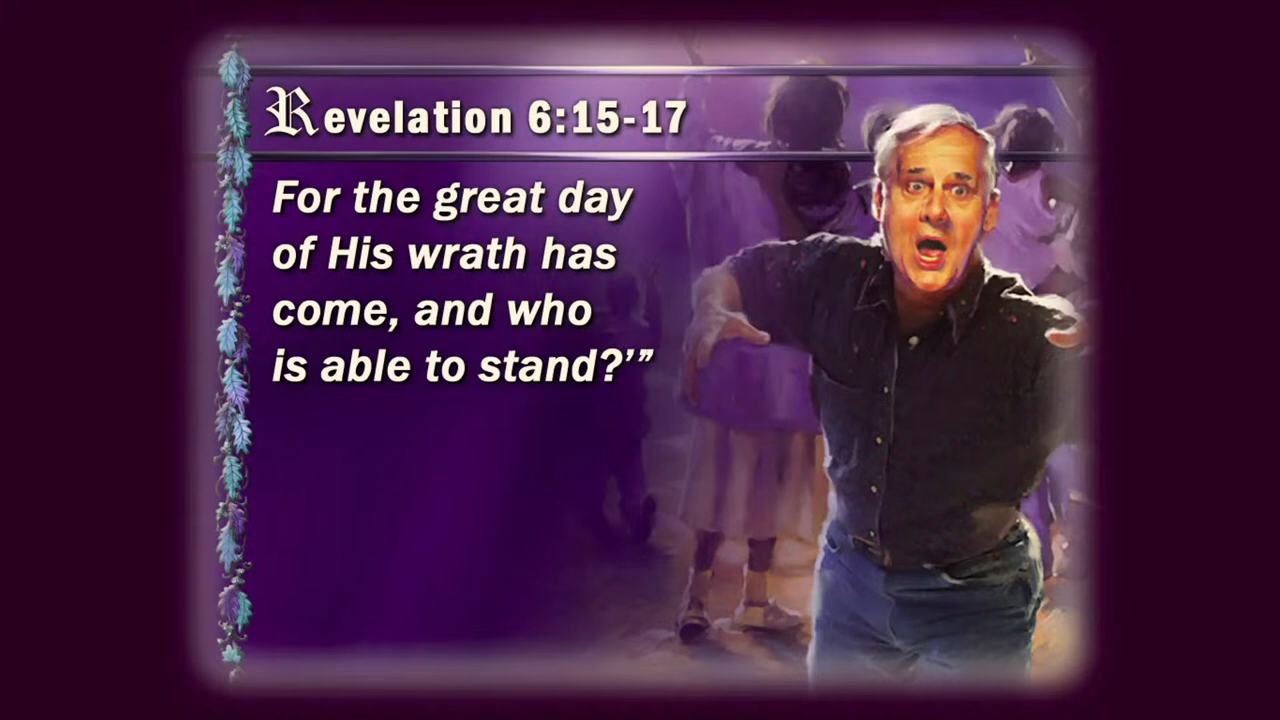 Revelation 6:15-17
For the great day
of His wrath has
come, and who
is able to stand?’”